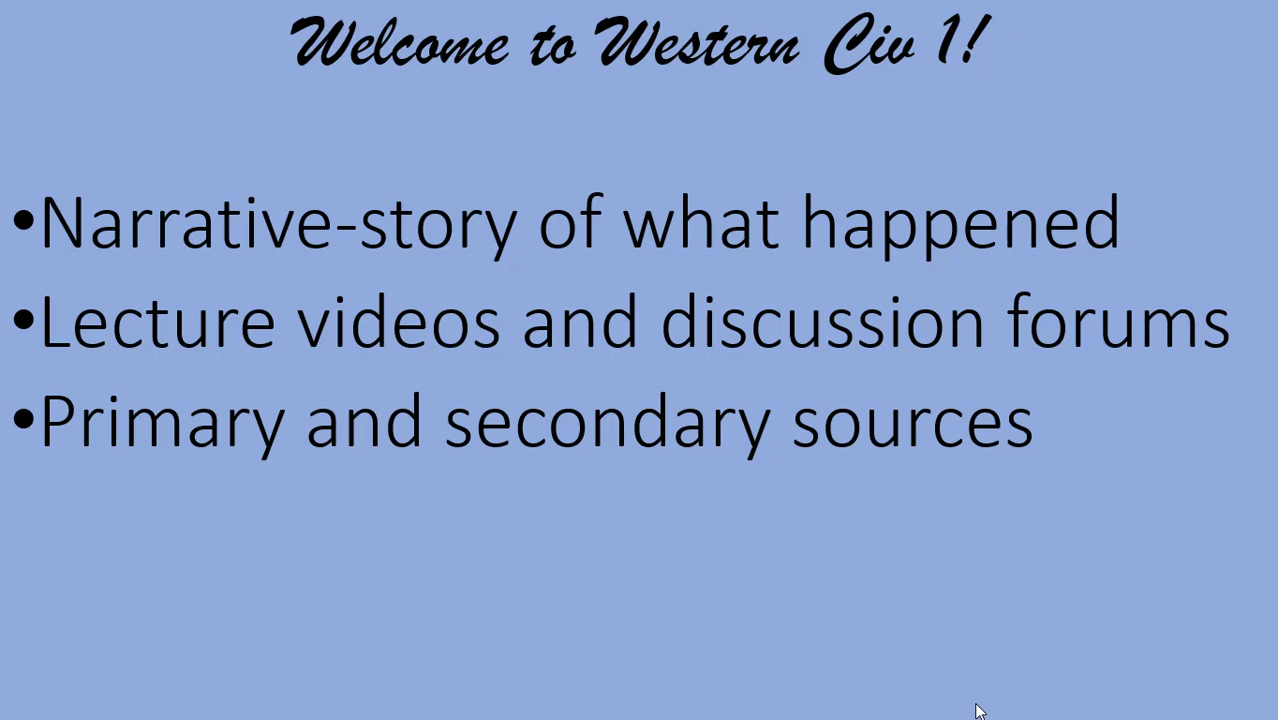 Welcome to Western Civ 1!
•Narrative-story of what happened
•Lecture videos and discussion forums
•Primary and secondary sources